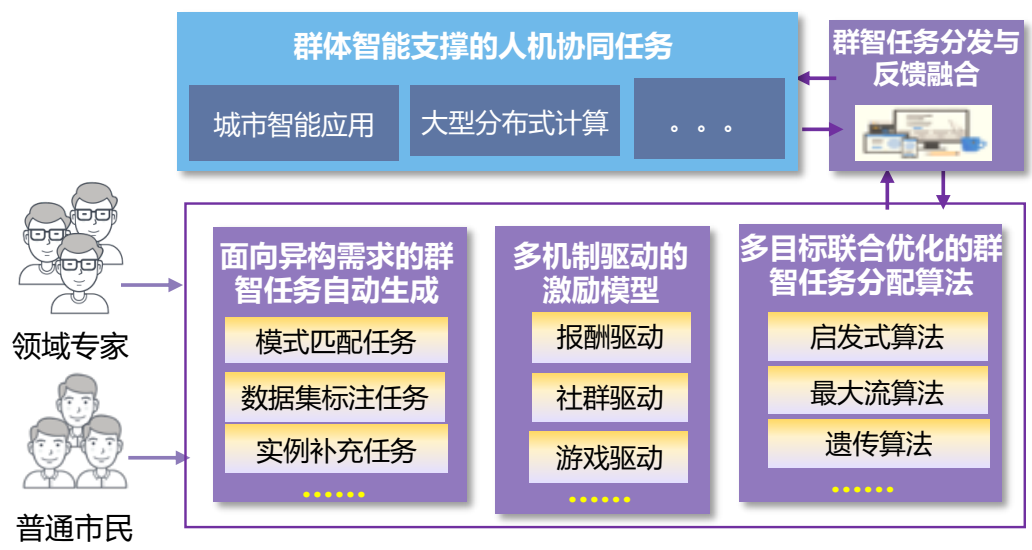 群体智能支撑的人机协同任务
城市智能应用
大型分布式计算
。。。
群智任务分发与
反馈融合
领域专家
普通市民
面向异构需求的群
智任务自动生成
模式匹配任务
数据集标注任务
实例补充任务
……
多机制驱动的
激励模型
报酬驱动
社群驱动
游戏驱动
……
多目标联合优化的群
智任务分配算法
启发式算法
最大流算法
遗传算法
……